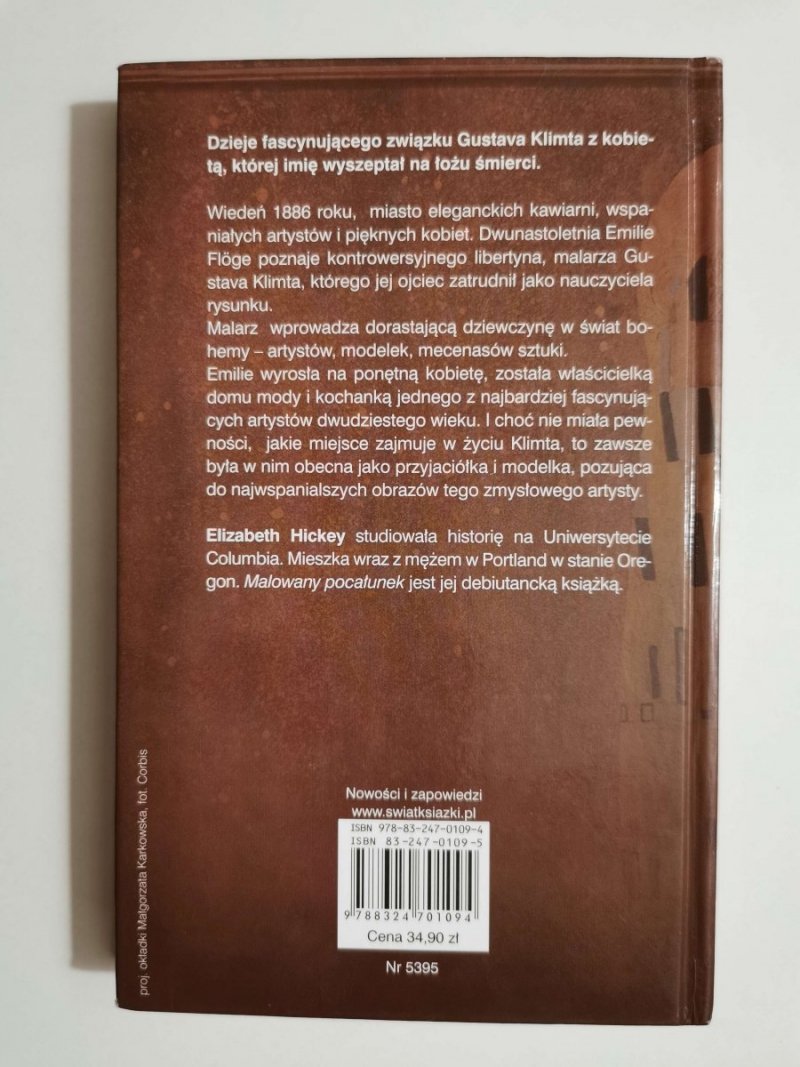 Dzieje fascynującego związku Gustava Klimta z kobie-
tą, której imię wyszeptał na łożu śmierci.
Wiedeń 1886 roku, miasto eleganckich kawiarni, wspa-
niałych artystów i pięknych kobiet. Dwunastoletnia Emilie
Flöge poznaje kontrowersyjnego libertyna, malarza Gu-
stava Klimta, którego jej ojciec zatrudnił jako nauczyciela
rysunku.
Malarz wprowadza dorastającą dziewczynę w świat bo-
hemy – artystów, modelek, mecenasów sztuki.
Emilie wyrosła na ponętną kobietę, została właścicielką
domu mody i kochanką jednego z najbardziej fascynują-
cych artystów dwudziestego wieku. I choć nie miała pew-
ności, jakie miejsce zajmuje w życiu Klimta, to zawsze
była w nim obecna jako przyjaciółka i modelka, pozująca
do najwspanialszych obrazów tego zmysłowego artysty.
Elizabeth Hickey studiowala historię na Uniwersytecie
Columbia. Mieszka wraz z mężem w Portland w stanie Ore-
gon. Malowany pocałunek jest jej debiutancką książką.
proj. okładki Małgorzata Karkowska, fot. Corbis
Nowości i zapowiedzi
www.swiatksiazki.pl
ISBN 978-83-247-0109-4
ISBN 83-247-0109-5
9 788324 701094
Cena 34,90 zł
Nr 5395